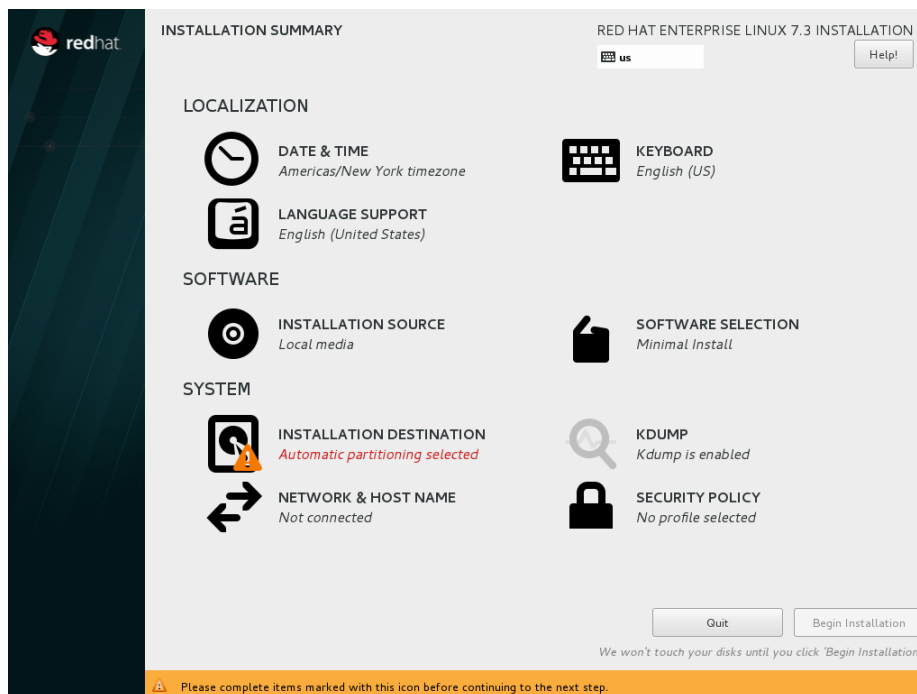 redhat
INSTALLATION SUMMARY
RED HAT ENTERPRISE LINUX 7.3 INSTALLATION
us
Help!
LOCALIZATION
DATE & TIME
Americas/New York timezone
KEYBOARD
English (US)
á
LANGUAGE SUPPORT
English (United States)
SOFTWARE
INSTALLATION SOURCE
Local media
SOFTWARE SELECTION
Minimal Install
SYSTEM
INSTALLATION DESTINATION
Automatic partitioning selected
KDUMP
Kdump is enabled
NETWORK & HOST NAME
Not connected
SECURITY POLICY
No profile selected
Quit
Begin Installation
We won't touch your disks until you click 'Begin Installation
Please complete items marked with this icon before continuing to the next step.